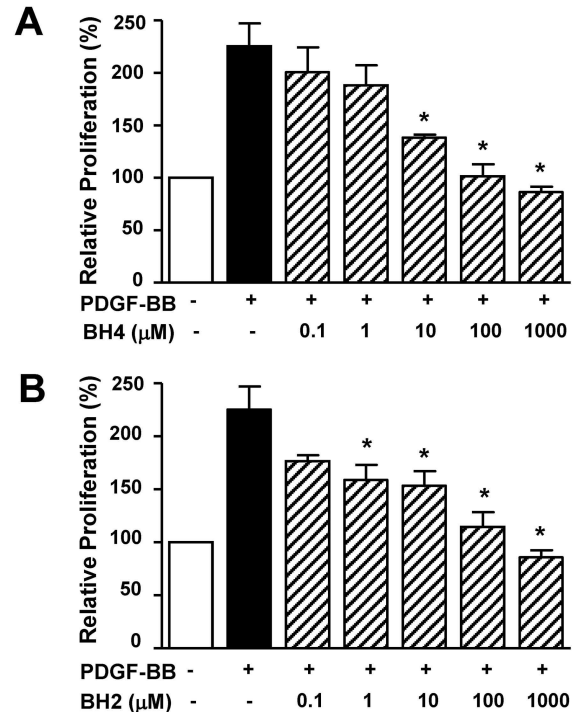 A
Relative Proliferation (%)
250
200
150
100
50
0
* * *
PDGF-BB - + + + + + +
BH4 (μM) - - 0.1 1 10 100 1000
B
Relative Proliferation (%)
250
200
150
100
50
0
* * * *
PDGF-BB - + + + + + +
BH2 (μM) - - 0.1 1 10 100 1000